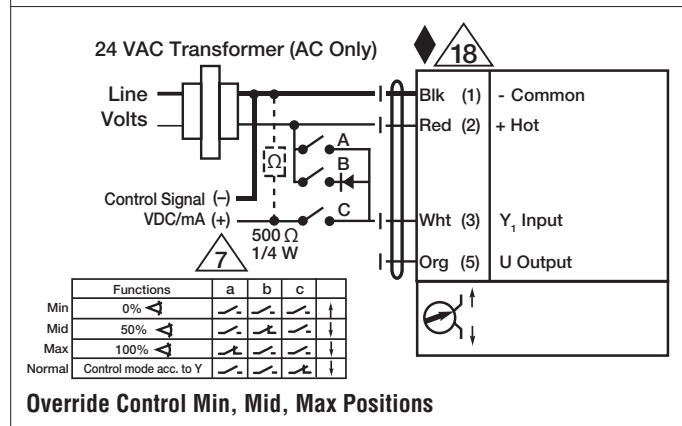 24 VAC Transformer (AC Only)
18
Line
Volts
Blk (1) - Common
Red (2) + Hot
A
B
C
Ω
Control Signal (–)
VDC/mA (+)
500 Ω
1/4 W
7
Wht (3) Y₁ Input
Org (5) U Output
Functions a b c
Min 0%
Mid 50%
Max 100%
Normal Control mode acc. to Y
Override Control Min, Mid, Max Positions